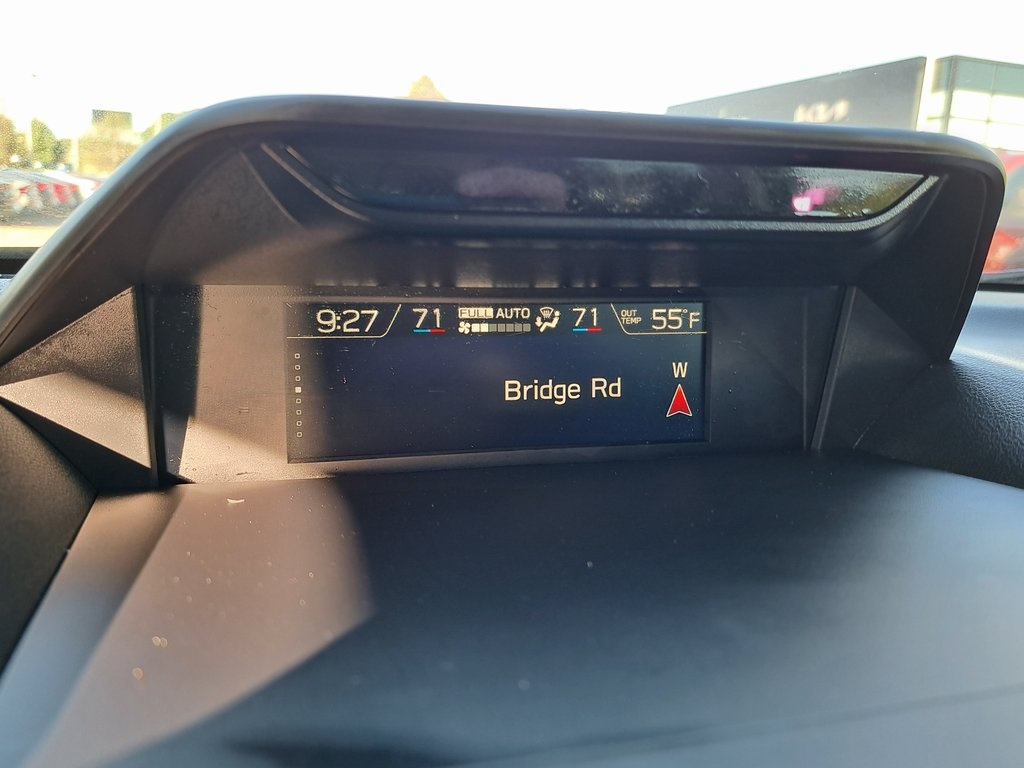 9:27 71 FULL AUTO 71 OUT TEMP 55°F
W
Bridge Rd